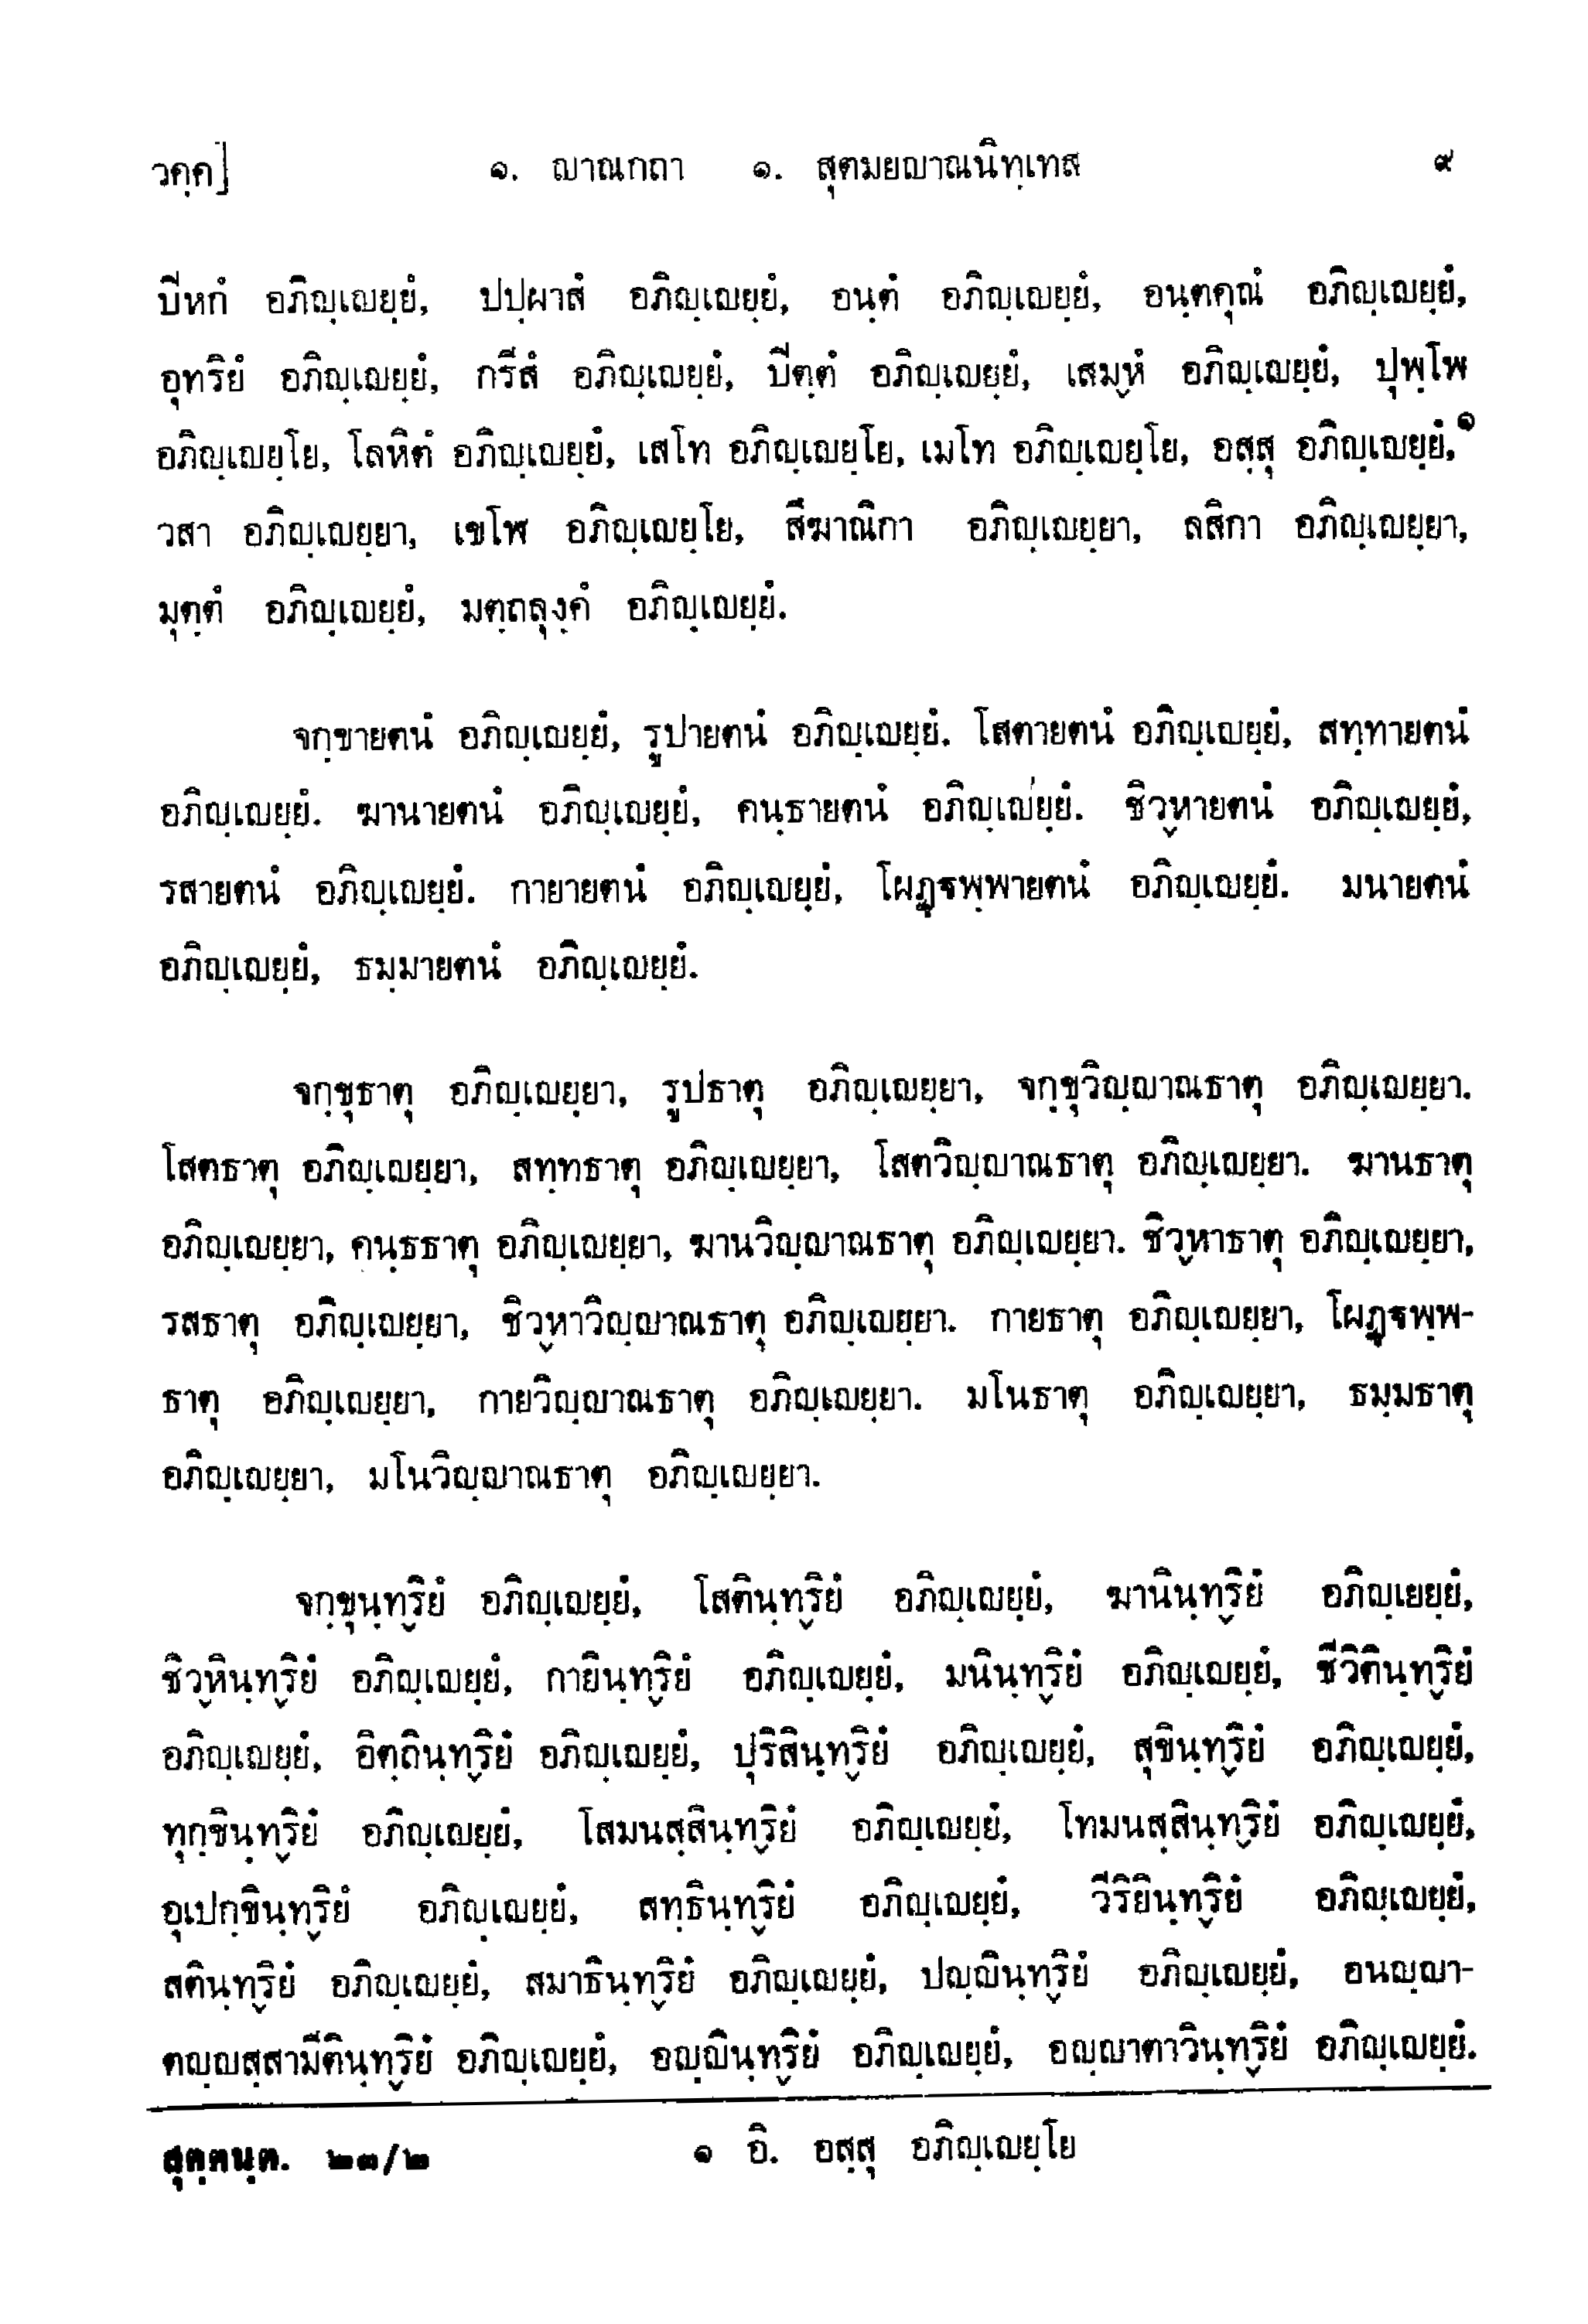 วคฺค]
๑. ญาณกถา ๑. สุตมยญาณนิทฺเทส
๙
ปิหกํ อภิญฺเญยฺยํ, ปปฺผาสํ อภิญฺเญยฺยํ, อนฺตํ อภิญฺเญยฺยํ, อนฺตคุณํ อภิญฺเญยฺยํ,
อุทริยํ อภิญฺเญยฺยํ, กรีสํ อภิญฺเญยฺยํ, ปิตฺตํ อภิญฺเญยฺยํ, เสมฺหํ อภิญฺเญยฺยํ, ปุพฺโพ
อภิญฺเญยฺโย, โลหิตํ อภิญฺเญยฺยํ, เสโท อภิญฺเญยฺโย, เมโท อภิญฺเญยฺโย, อสฺสุ อภิญฺเญยฺยํ,๑
วสา อภิญฺเญยฺยา, เขโฬ อภิญฺเญยฺโย, สิํฆาณิกา อภิญฺเญยฺยา, ลสิกา อภิญฺเญยฺยา,
มุตฺตํ อภิญฺเญยฺยํ, มตฺถลุงฺคํ อภิญฺเญยฺยํ.
จกฺขายตนํ อภิญฺเญยฺยํ, รูปายตนํ อภิญฺเญยฺยํ. โสตายตนํ อภิญฺเญยฺยํ, สทฺทายตนํ
อภิญฺเญยฺยํ. ฆานายตนํ อภิญฺเญยฺยํ, คนฺธายตนํ อภิญฺเญยฺยํ. ชิวฺหายตนํ อภิญฺเญยฺยํ,
รสายตนํ อภิญฺเญยฺยํ. กายายตนํ อภิญฺเญยฺยํ, โผฏฺฐพฺพายตนํ อภิญฺเญยฺยํ. มนายตนํ
อภิญฺเญยฺยํ, ธมฺมายตนํ อภิญฺเญยฺยํ.
จกฺขุธาตุ อภิญฺเญยฺยา, รูปธาตุ อภิญฺเญยฺยา, จกฺขุวิญฺญาณธาตุ อภิญฺเญยฺยา.
โสตธาตุ อภิญฺเญยฺยา, สทฺทธาตุ อภิญฺเญยฺยา, โสตวิญฺญาณธาตุ อภิญฺเญยฺยา. ฆานธาตุ
อภิญฺเญยฺยา, คนฺธธาตุ อภิญฺเญยฺยา, ฆานวิญฺญาณธาตุ อภิญฺเญยฺยา. ชิวฺหาธาตุ อภิญฺเญยฺยา,
รสธาตุ อภิญฺเญยฺยา, ชิวฺหาวิญฺญาณธาตุ อภิญฺเญยฺยา. กายธาตุ อภิญฺเญยฺยา, โผฏฺฐพฺพ-
ธาตุ อภิญฺเญยฺยา, กายวิญฺญาณธาตุ อภิญฺเญยฺยา. มโนธาตุ อภิญฺเญยฺยา, ธมฺมธาตุ
อภิญฺเญยฺยา, มโนวิญฺญาณธาตุ อภิญฺเญยฺยา.
จกฺขุนฺทฺริยํ อภิญฺเญยฺยํ, โสตินฺทฺริยํ อภิญฺเญยฺยํ, ฆานินฺทฺริยํ อภิญฺเยยฺยํ,
ชิวฺหินฺทฺริยํ อภิญฺเญยฺยํ, กายินฺทฺริยํ อภิญฺเญยฺยํ, มนินฺทฺริยํ อภิญฺเญยฺยํ, ชีวิตินฺทฺริยํ
อภิญฺเญยฺยํ, อิตฺถินฺทฺริยํ อภิญฺเญยฺยํ, ปุริสินฺทฺริยํ อภิญฺเญยฺยํ, สุขินฺทฺริยํ อภิญฺเญยฺยํ,
ทุกฺขินฺทฺริยํ อภิญฺเญยฺยํ, โสมนสฺสินฺทฺริยํ อภิญฺเญยฺยํ, โทมนสฺสินฺทฺริยํ อภิญฺเญยฺยํ,
อุเปกฺขินฺทฺริยํ อภิญฺเญยฺยํ, สทฺธินฺทฺริยํ อภิญฺเญยฺยํ, วีริยินฺทฺริยํ อภิญฺเญยฺยํ,
สตินฺทฺริยํ อภิญฺเญยฺยํ, สมาธินฺทฺริยํ อภิญฺเญยฺยํ, ปญฺญินฺทฺริยํ อภิญฺเญยฺยํ, อนญฺญา-
ตญฺญสฺสามีตินฺทฺริยํ อภิญฺเญยฺยํ, อญฺญินฺทฺริยํ อภิญฺเญยฺยํ, อญฺญาตาวินฺทฺริยํ อภิญฺเญยฺยํ.
สุตฺตนฺต. ๒๓/๒
๑ อิ. อสฺสุ อภิญฺเญยฺโย